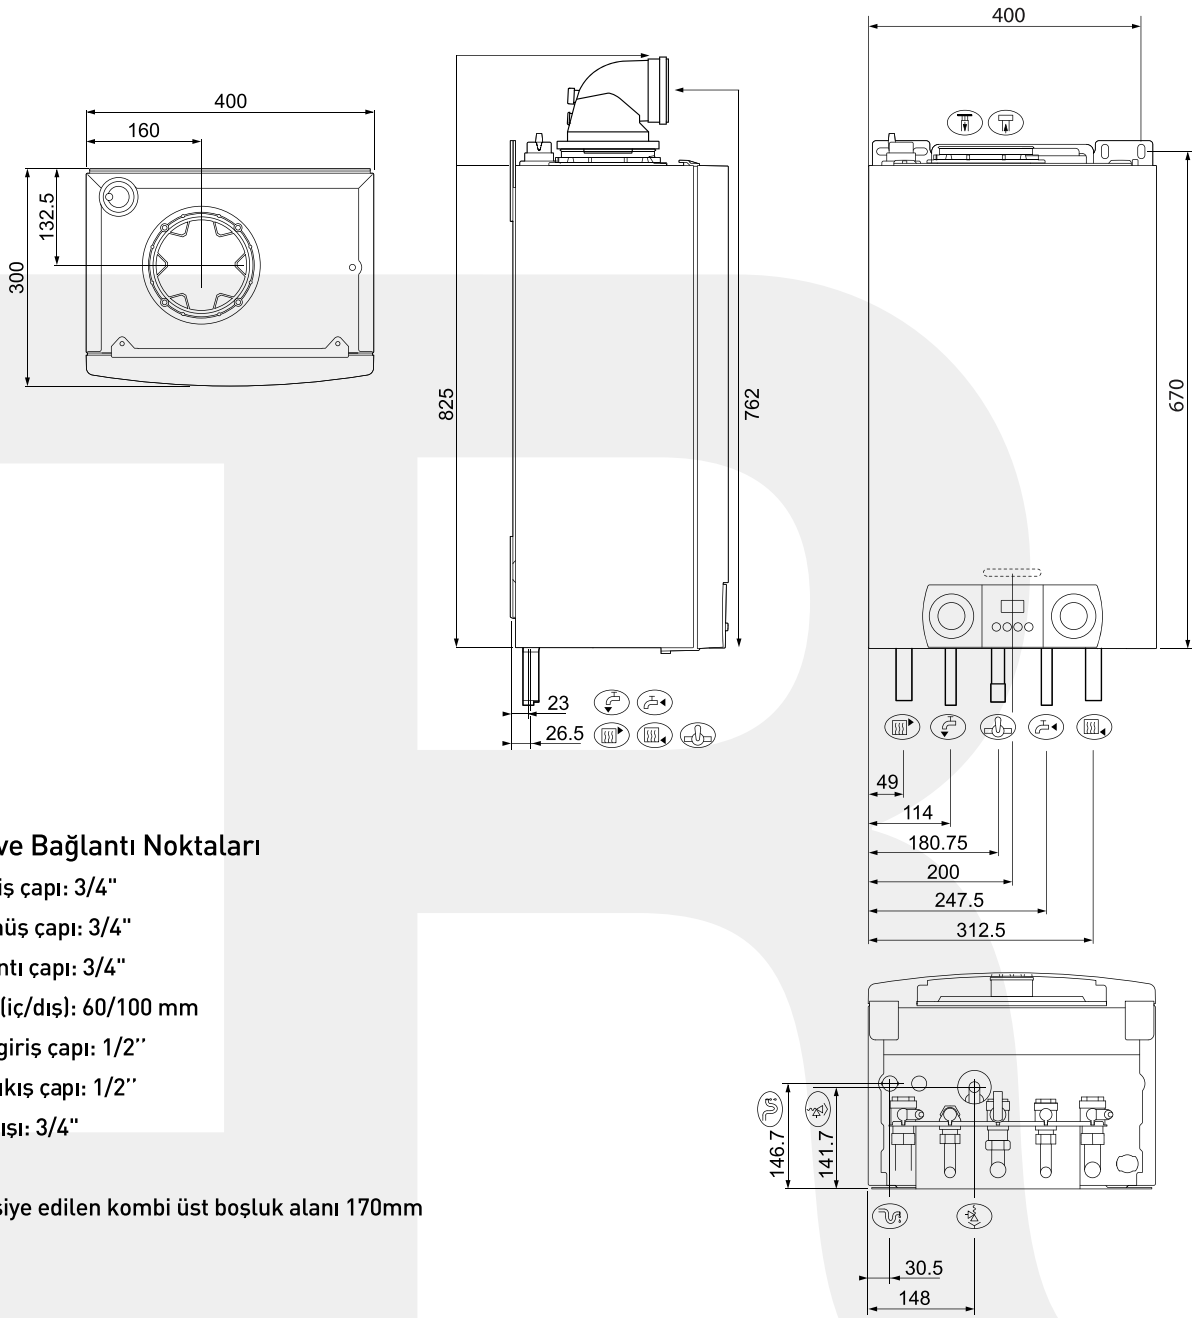 400
160
132.5
300
825
762
23
26.5
400
670
49
114
180.75
200
247.5
312.5
146.7
141.7
30.5
148
ve Bağlantı Noktaları
iş çapı: 3/4"
üş çapı: 3/4"
ntı çapı: 3/4"
(iç/dış): 60/100 mm
giriş çapı: 1/2’’
ıkış çapı: 1/2’’
ışı: 3/4"
siye edilen kombi üst boşluk alanı 170mm